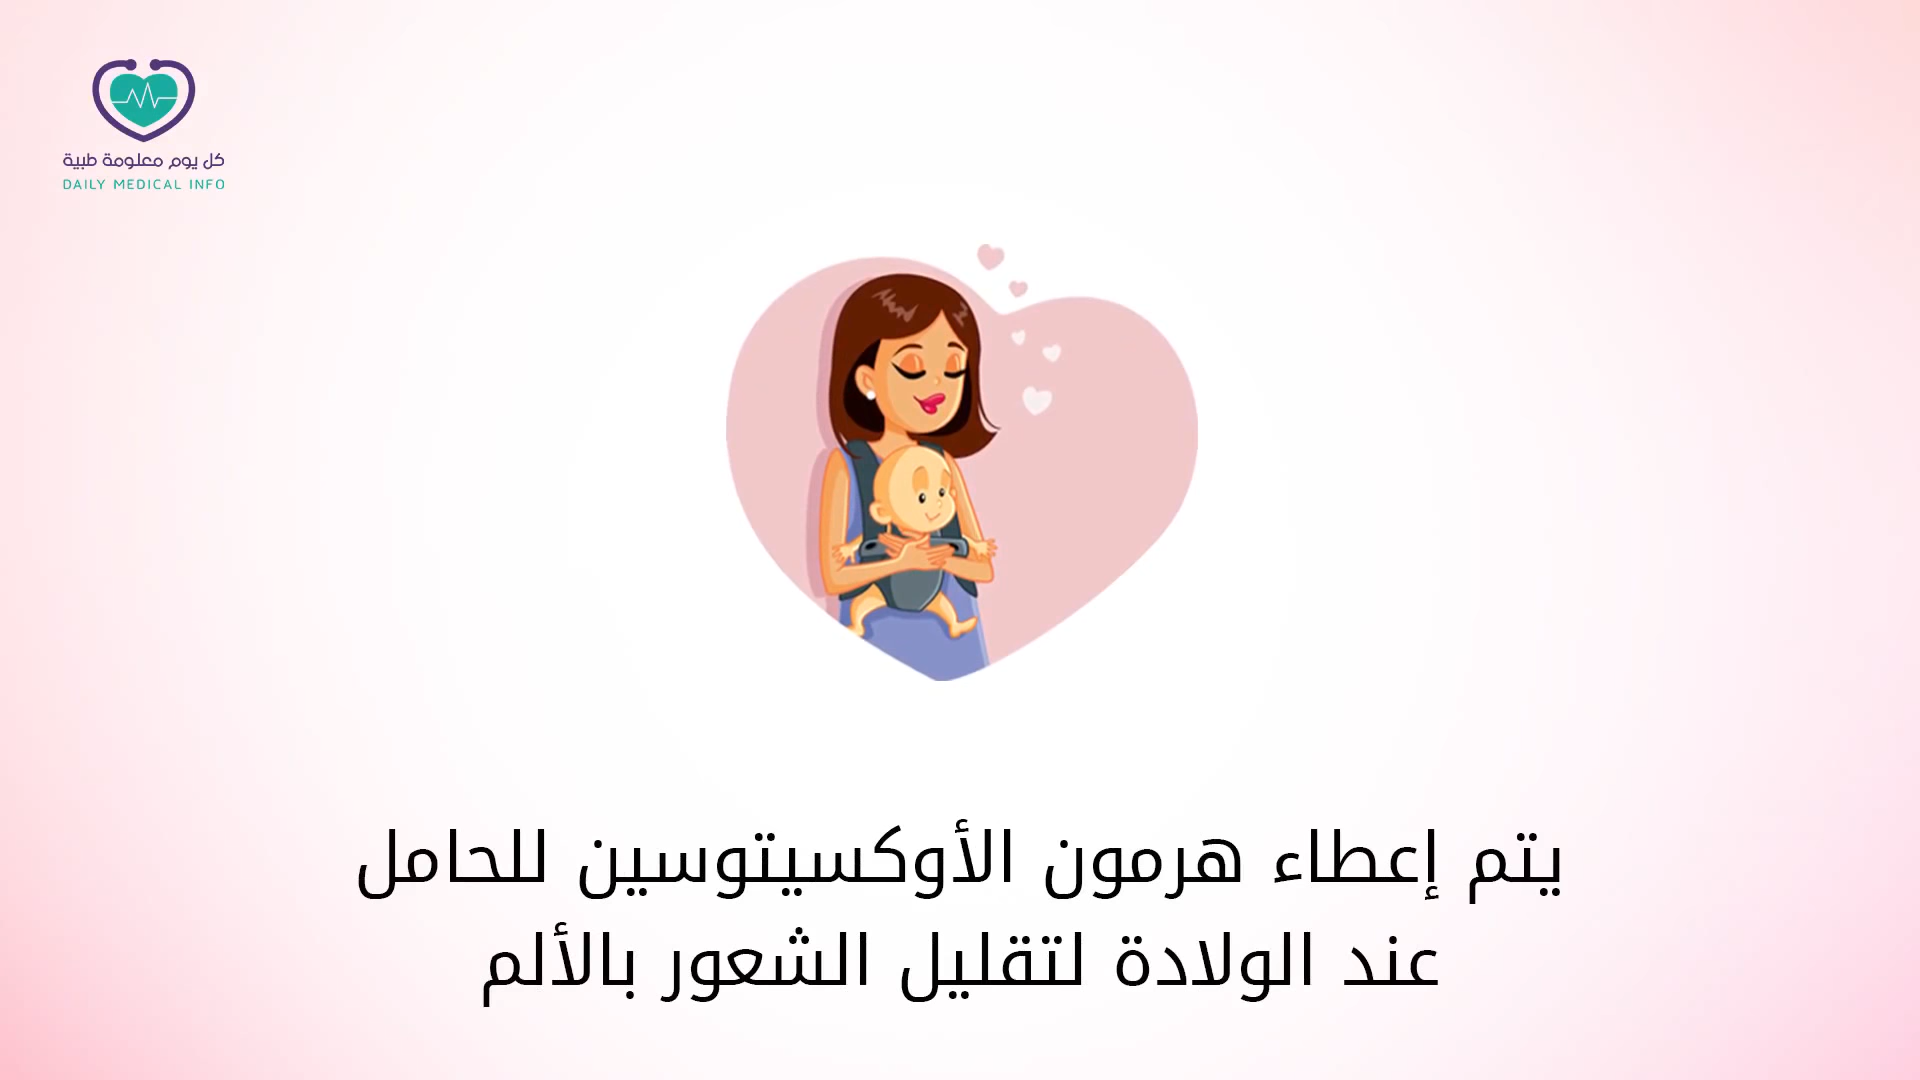 كل يوم معلومة طبية
DAILY MEDICAL INFO
يتم إعطاء هرمون الأوكسيتوسين للحامل
عند الولادة لتقليل الشعور بالألم